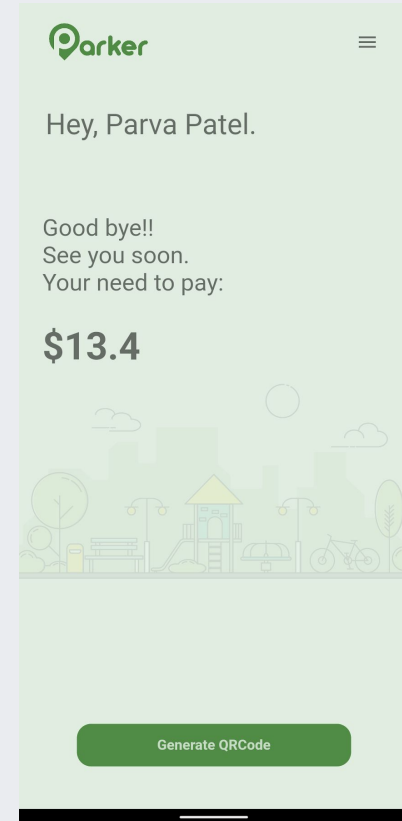 Parker
Hey, Parva Patel.
Good bye!!
See you soon.
Your need to pay:
$13.4
Generate QRCode